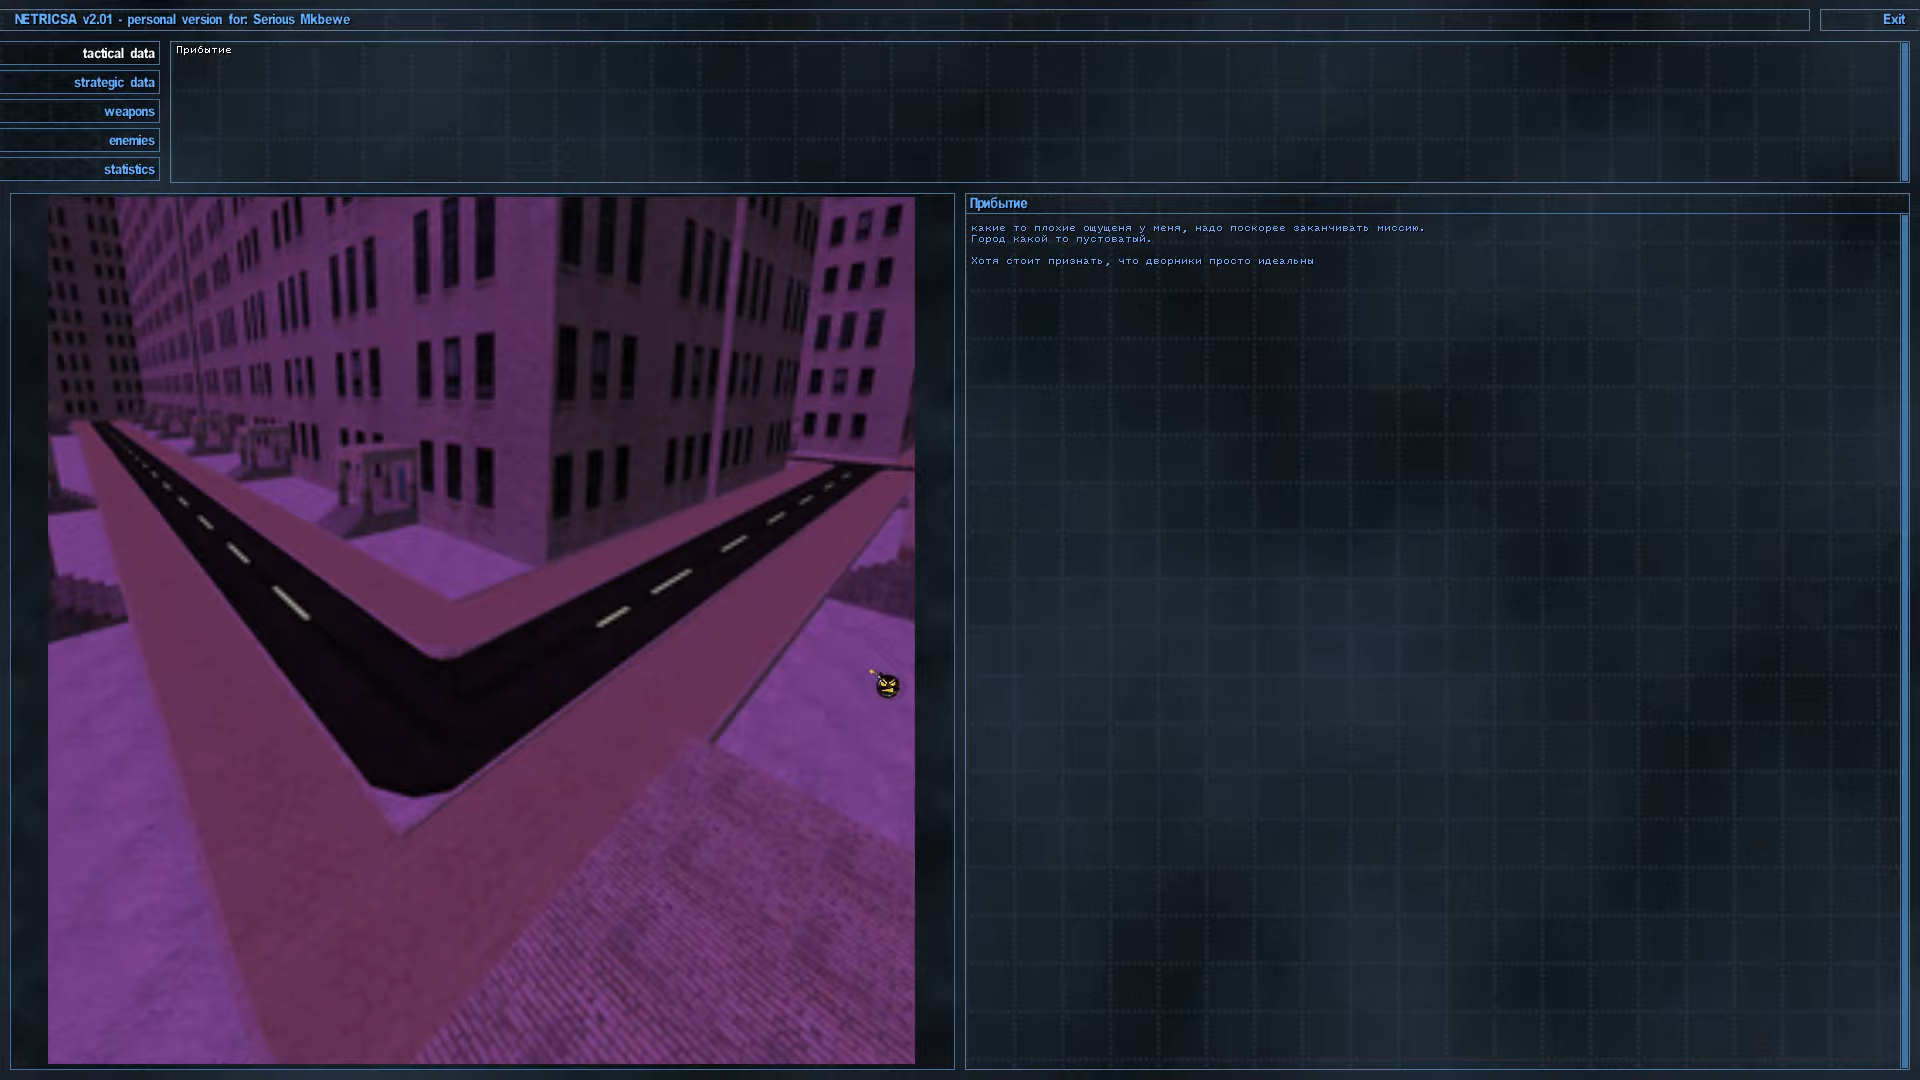 NETRICSA v2.01 - personal version for: Serious Mkbewe
Exit
tactical data
strategic data
weapons
enemies
statistics
Прибытие
Прибытие
какие то плохие ощущеня у меня, надо поскорее заканчивать миссию.
Город какой то пустоватый.
Хотя стоит признать, что дворники просто идеальны